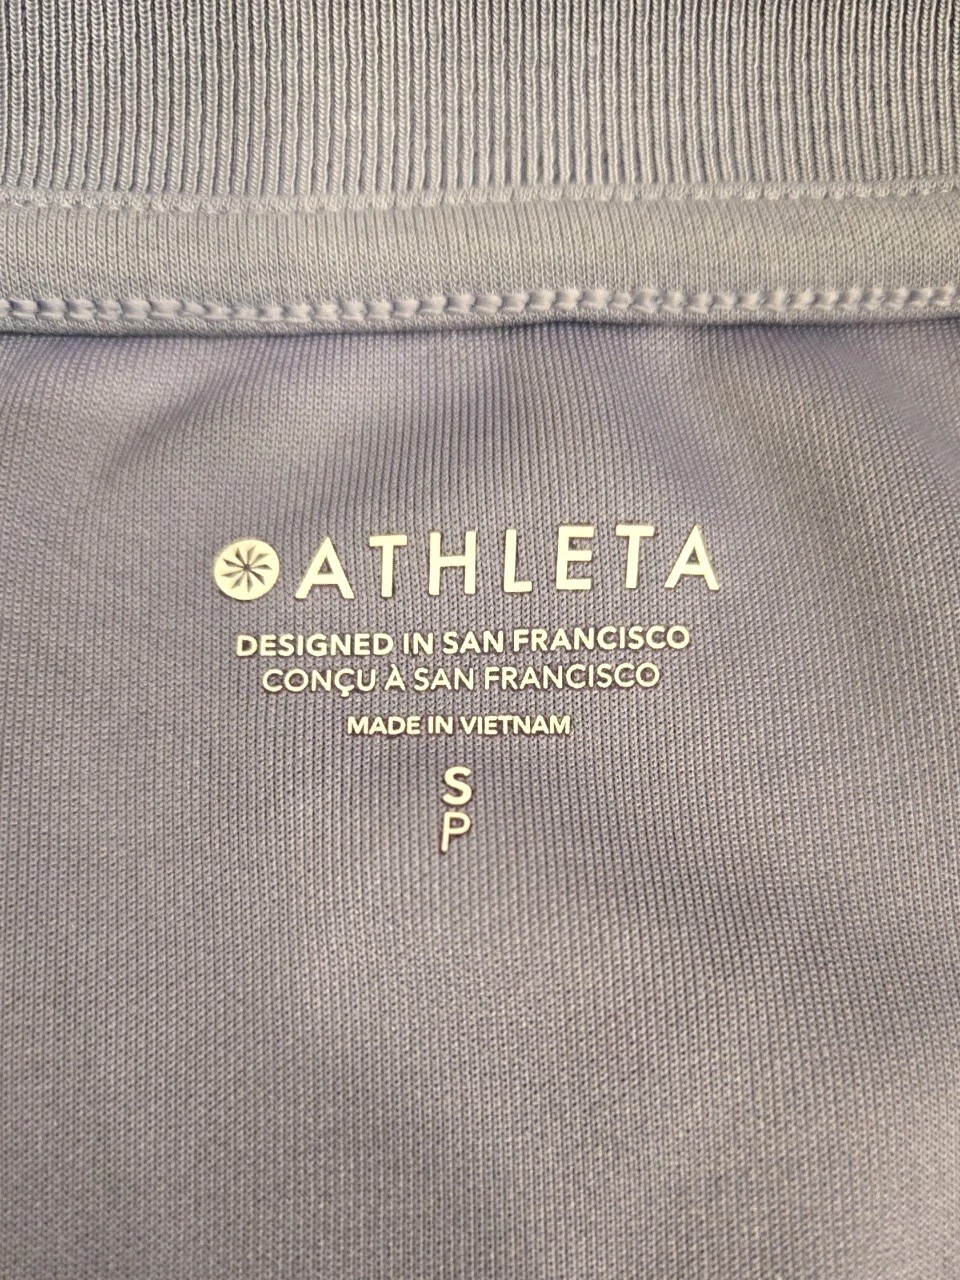 ATHLETA
DESIGNED IN SAN FRANCISCO
CONÇU À SAN FRANCISCO
MADE IN VIETNAM
S
P